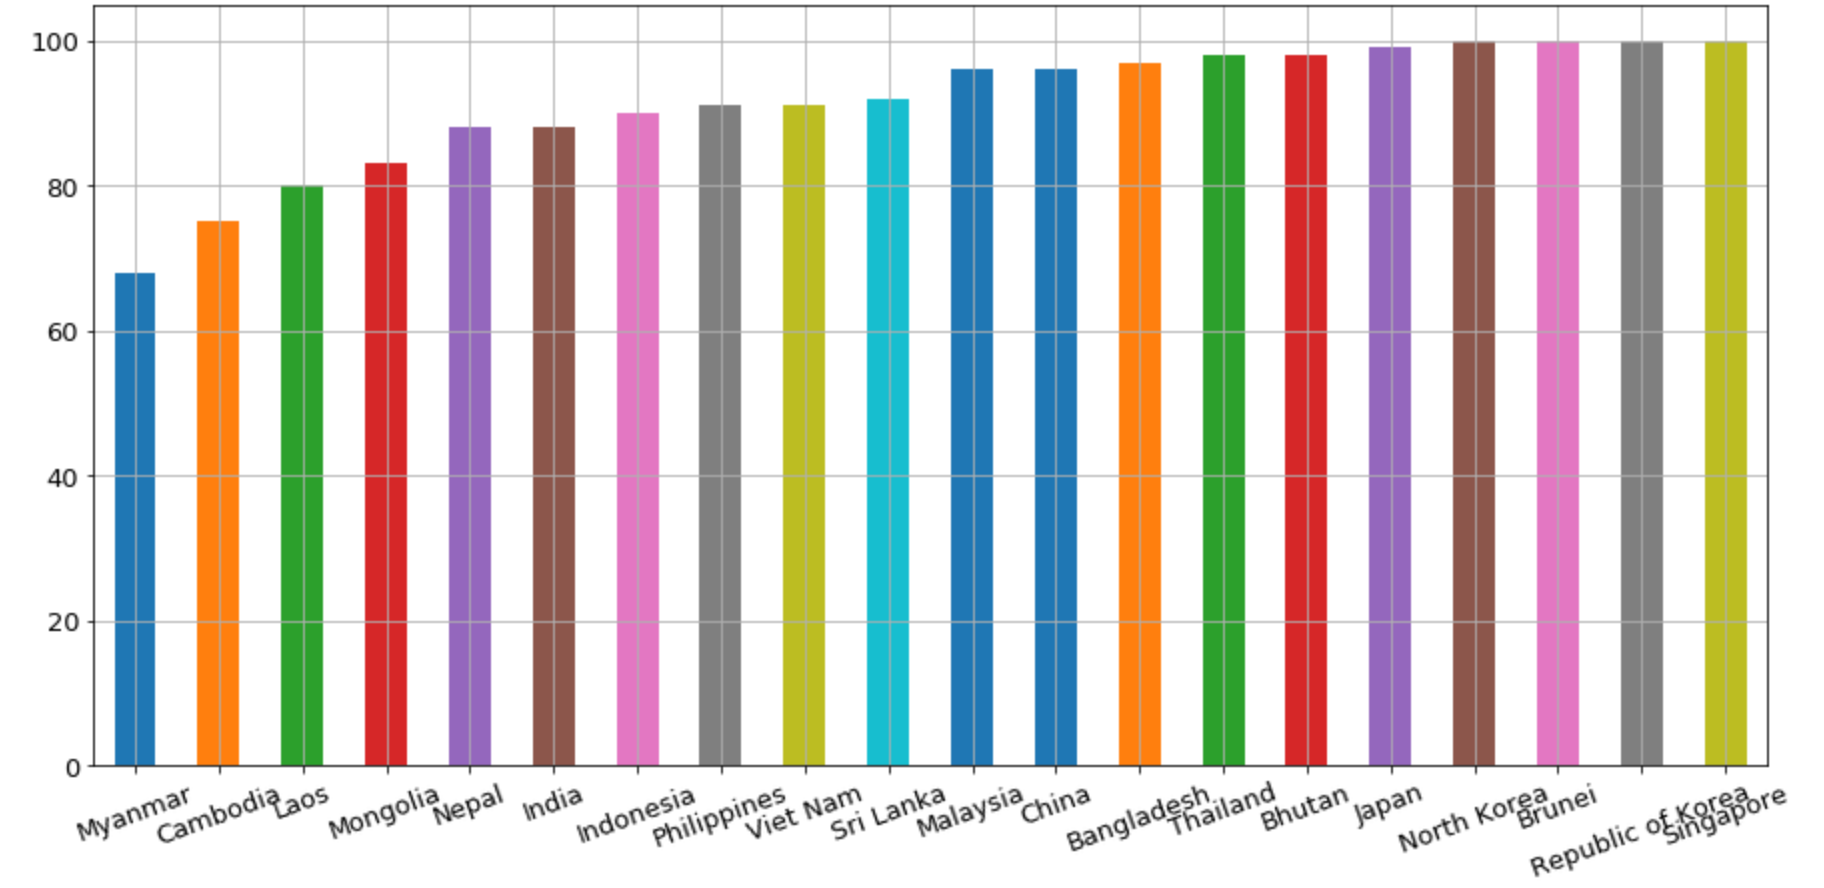 100
80
60
40
20
0
Myanmar
Cambodia
Laos
Mongolia
Nepal
India
Indonesia
Philippines
Viet Nam
Sri Lanka
Malaysia
China
Bangladesh
Thailand
Bhutan
Japan
North Korea
Brunei
Republic of Korea
Singapore